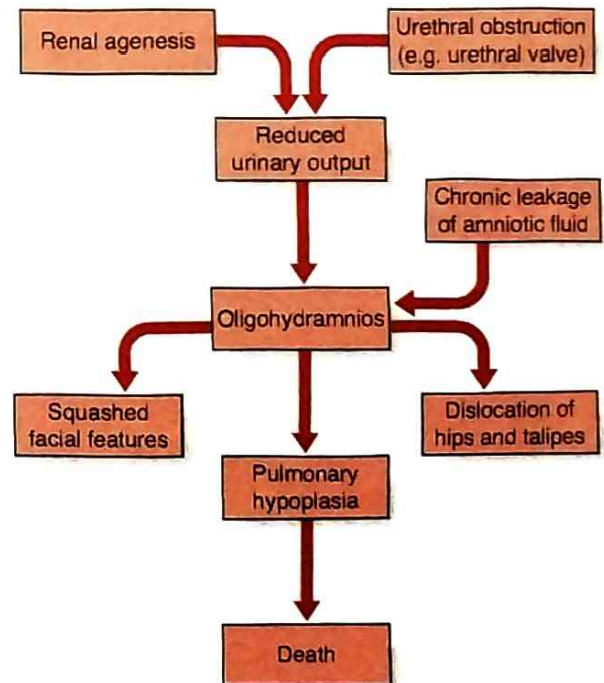 Renal agenesis
Urethral obstruction
(e.g. urethral valve)
Reduced
urinary output
Chronic leakage
of amniotic fluid
Oligohydramnios
Squashed
facial features
Dislocation of
hips and talipes
Pulmonary
hypoplasia
Death